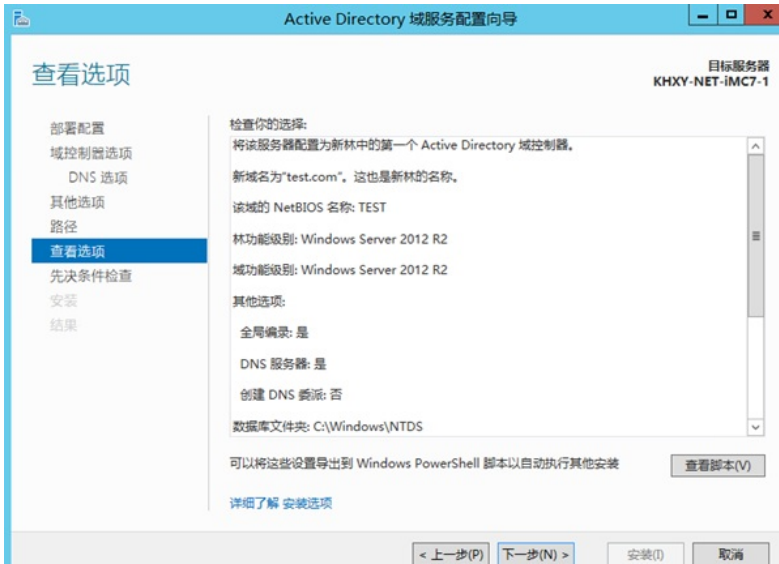 Active Directory 域服务配置向导
查看选项
目标服务器
KHXY-NET-iMC7-1
部署配置
域控制器选项
DNS 选项
其他选项
路径
查看选项
先决条件检查
安装
结果
检查你的选择:
将该服务器配置为新林中的第一个 Active Directory 域控制器。
新域名为"test.com"。这也是新林的名称。
该域的 NetBIOS 名称: TEST
林功能级别: Windows Server 2012 R2
域功能级别: Windows Server 2012 R2
其他选项:
全局编录: 是
DNS 服务器: 是
创建 DNS 委派: 否
数据库文件夹: C:\Windows\NTDS
可以将这些设置导出到 Windows PowerShell 脚本以自动执行其他安装
查看脚本(V)
详细了解 安装选项
< 上一步(P)
下一步(N) >
安装(I)
取消